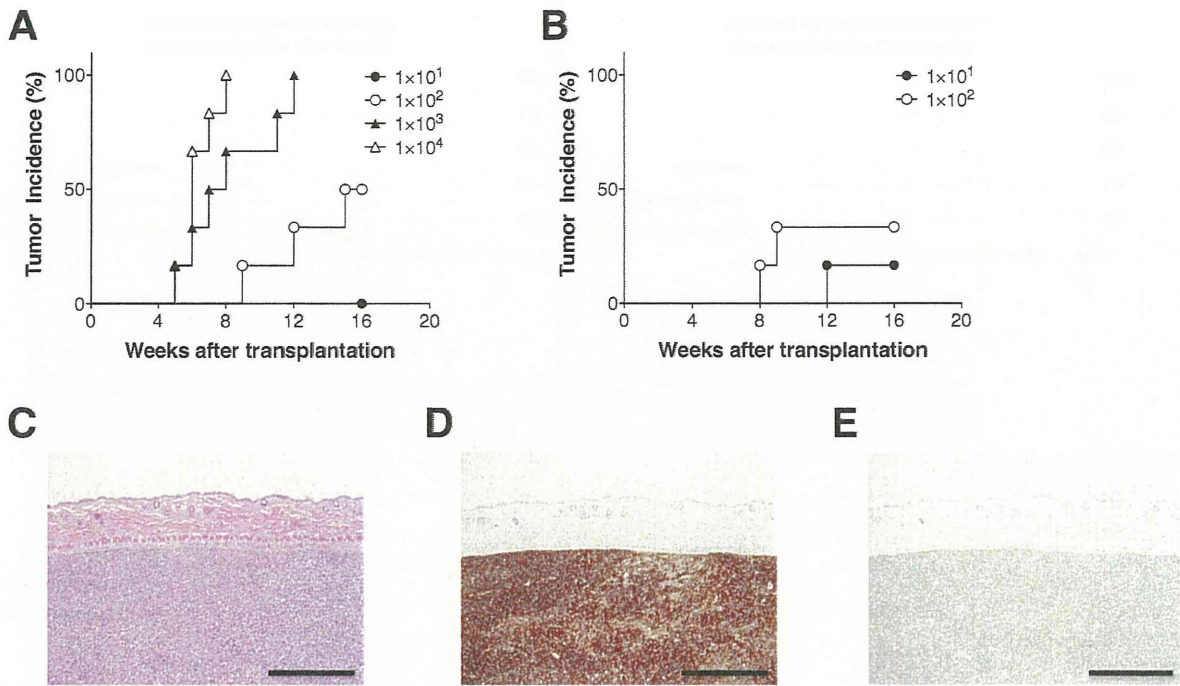 A
Tumor Incidence (%)
100
50
0
0 4 8 12 16 20
Weeks after transplantation
1×10¹
1×10²
1×10³
1×10⁴
B
Tumor Incidence (%)
100
50
0
0 4 8 12 16 20
Weeks after transplantation
1×10¹
1×10²
C
D
E